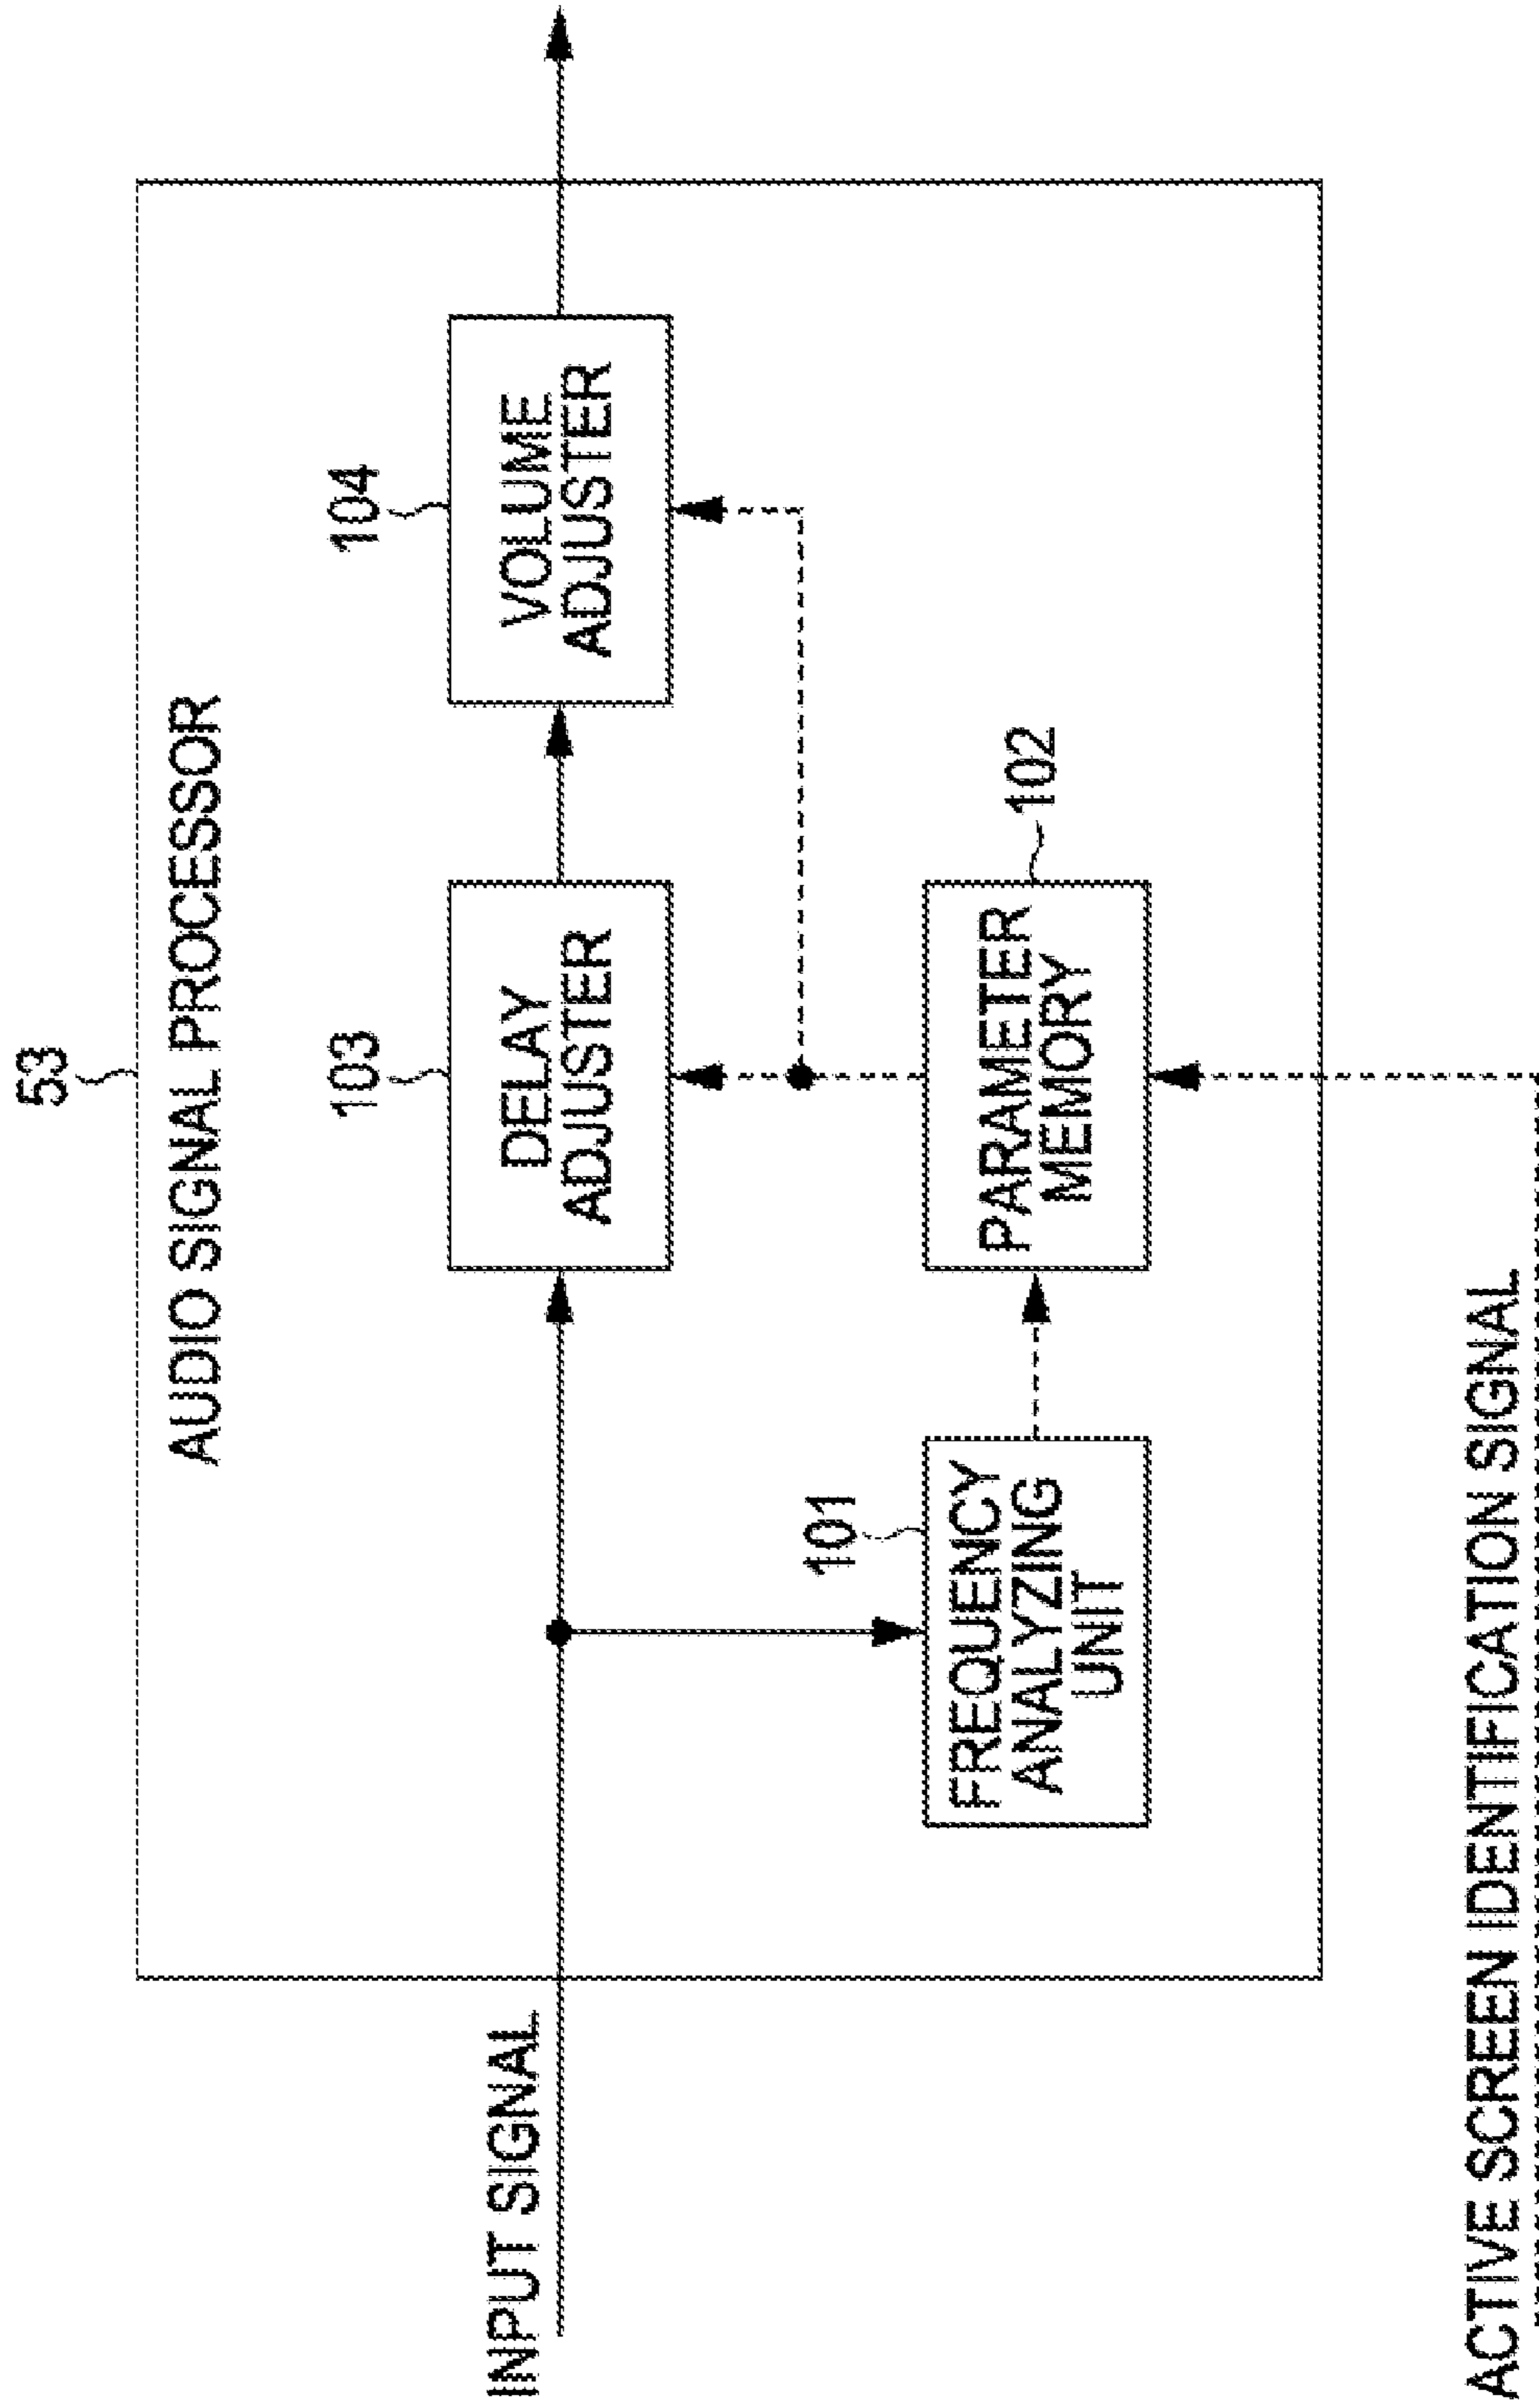 53
AUDIO SIGNAL PROCESSOR
INPUT SIGNAL
103
DELAY
ADJUSTER
104
VOLUME
ADJUSTER
101
FREQUENCY
ANALYZING
UNIT
PARAMETER
MEMORY
102
ACTIVE SCREEN IDENTIFICATION SIGNAL